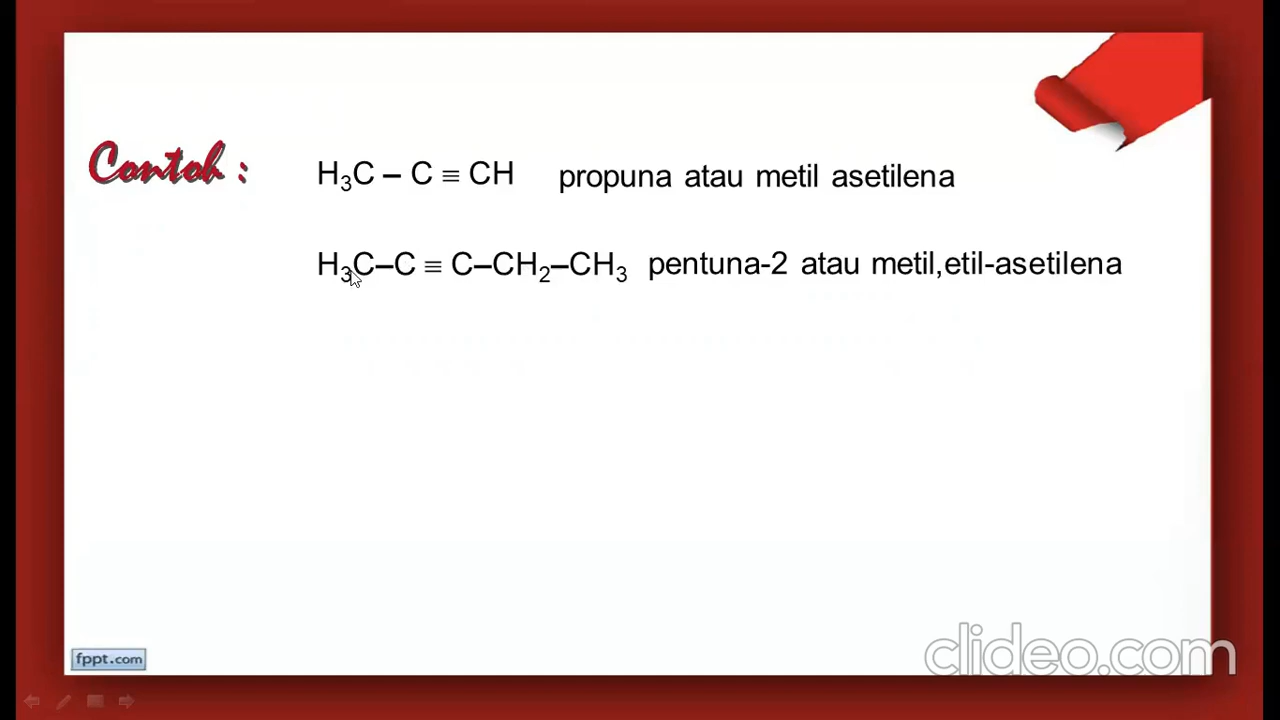 Contoh :
H₃C – C ≡ CH propuna atau metil asetilena
H₃C–C ≡ C–CH₂–CH₃ pentuna-2 atau metil,etil-asetilena
fppt.com
clideo.com